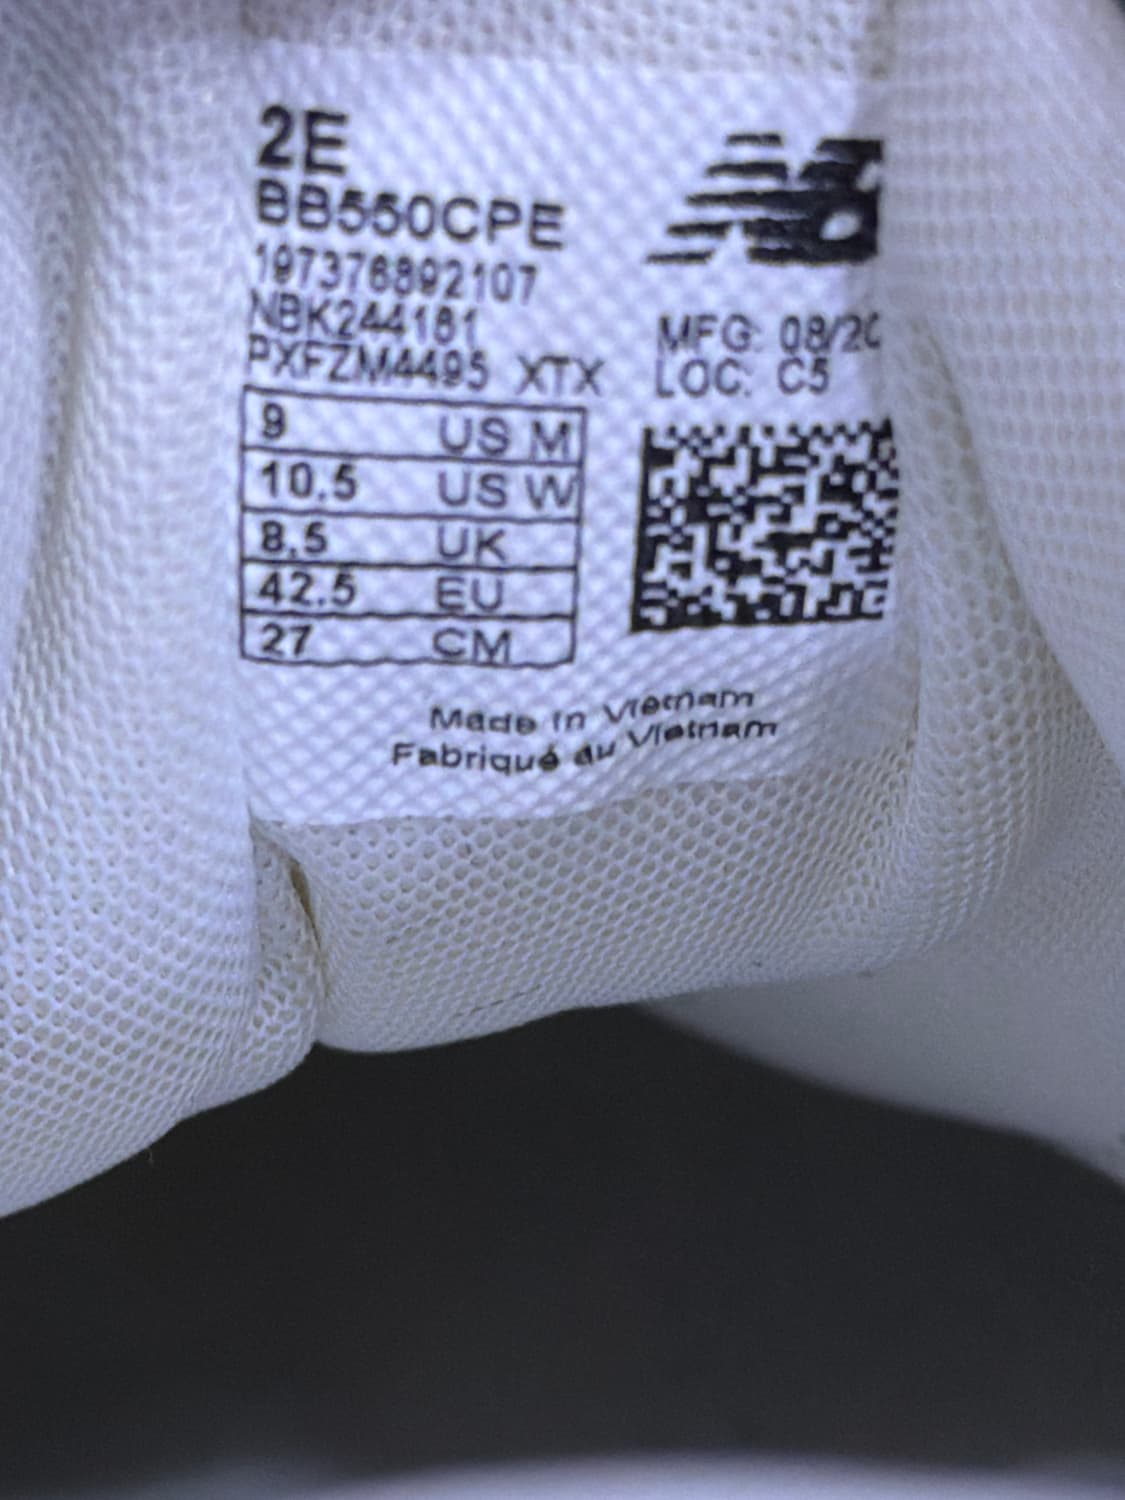 2E
BB550CPE
197376892107
NBK244181
PXFZM4495 XTX
MFG: 08/20
LOC: C5
9 US M
10.5 US W
8.5 UK
42.5 EU
27 CM
Made in Vietnam
Fabriqué au Vietnam